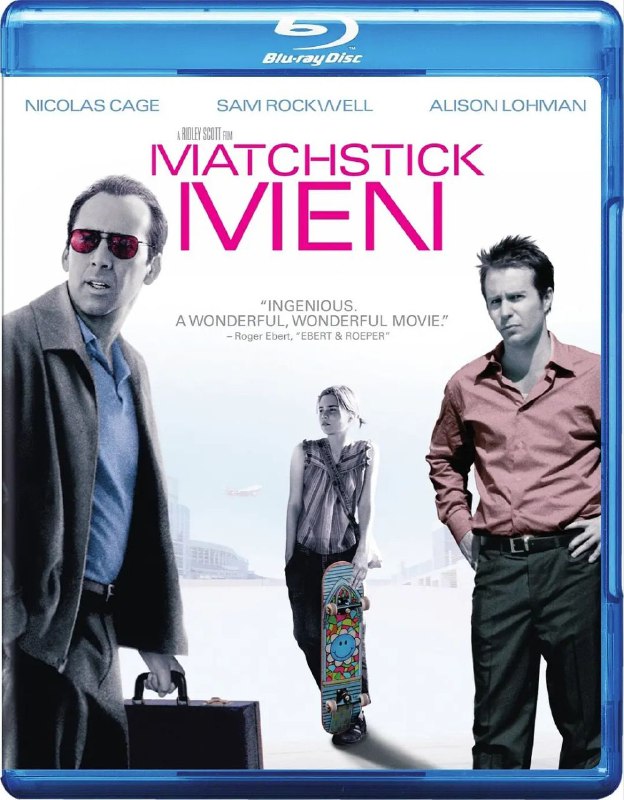 Blu-ray Disc™
NICOLAS CAGE SAM ROCKWELL ALISON LOHMAN
A RIDLEY SCOTT FILM
MATCHSTICK
MEN
“INGENIOUS.
A WONDERFUL, WONDERFUL MOVIE.”
– Roger Ebert, “EBERT & ROEPER”